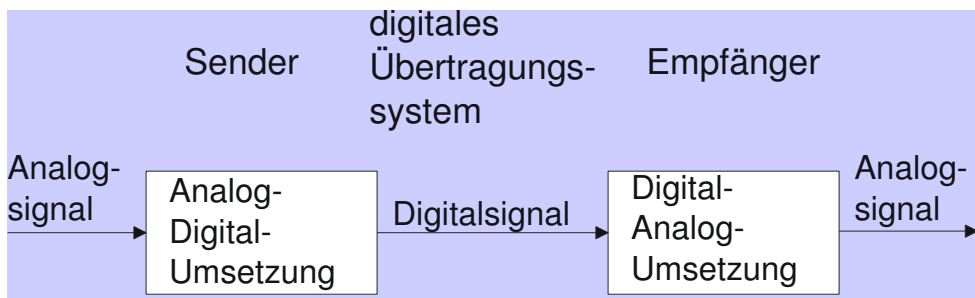 Sender
digitales
Übertragungs-
system
Empfänger
Analog-
signal
Analog-
Digital-
Umsetzung
Digitalsignal
Digital-
Analog-
Umsetzung
Analog-
signal